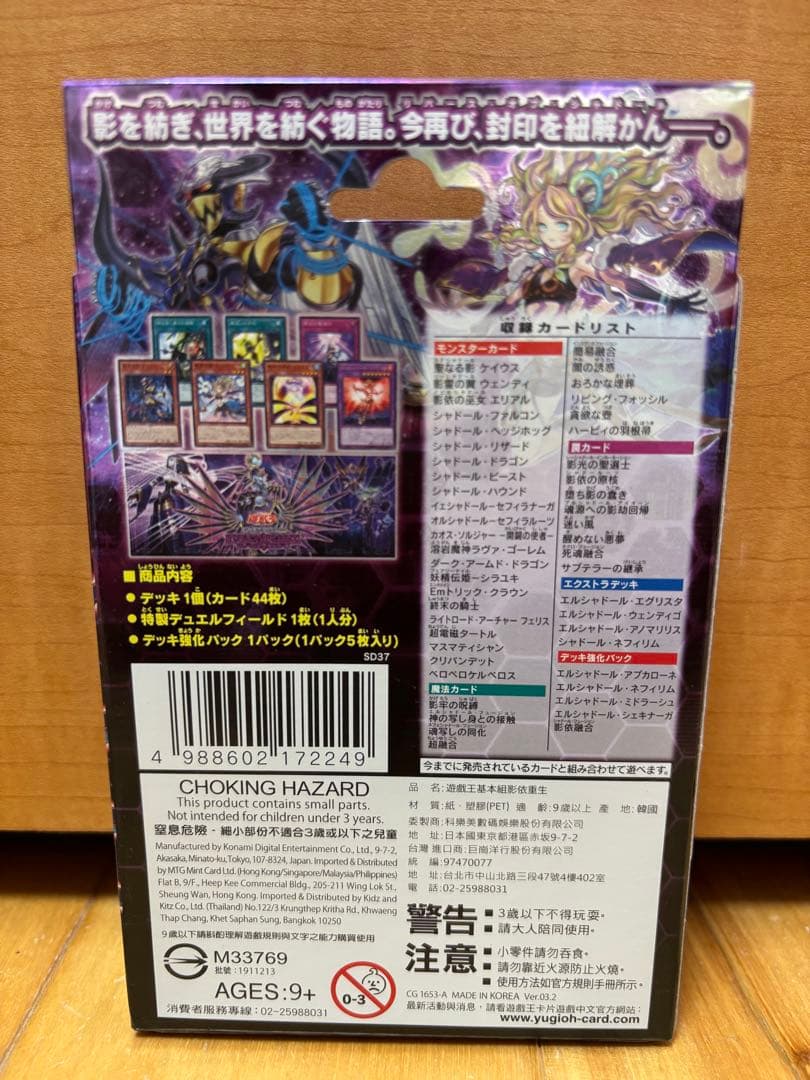 影を紡ぎ、世界を紡ぐ物語。今再び、封印を紐解かん――。
収録カードリスト
モンスターカード
聖なる影 ケイウス
影霊の翼 ウェンディ
影依の巫女 エリアル
シャドール・ファルコン
シャドール・ヘッジホッグ
シャドール・リザード
シャドール・ドラゴン
シャドール・ビースト
シャドール・ハウンド
イェシャドール－セフィラナーガ
オルシャドール－セフィラルーツ
カオス・ソルジャー －開闢の使者－
溶岩魔神ラヴァ・ゴーレム
ダーク・アームド・ドラゴン
妖精伝姫－シラユキ
Emトリック・クラウン
終末の騎士
ライトロード・アーチャー フェリス
超電磁タートル
マスマティシャン
クリバンデット
ペロペロケルペロス
魔法カード
影牢の呪縛
神の写し身との接触
魂写しの同化
超融合
簡易融合
闇の誘惑
おろかな埋葬
リビング・フォッシル
貪欲な壺
ハーピィの羽根帚
罠カード
影光の聖選士
影依の原核
堕ち影の蠢き
魂源への影劫回帰
迷い風
醒めない悪夢
死魂融合
サブテラーの継承
エクストラデッキ
エルシャドール・エグリスタ
エルシャドール・ウェンディゴ
エルシャドール・アノマリリス
シャドール・ネフィリム
デッキ強化パック
エルシャドール・アプカローネ
エルシャドール・ネフィリム
エルシャドール・ミドラーシュ
エルシャドール・シェキナーガ
影依融合
今までに発売されているカードと組み合わせて遊べます。
■商品内容
● デッキ 1個(カード44枚)
● 特製デュエルフィールド 1枚(1人分)
● デッキ強化パック 1パック(1パック5枚入り)
SD37
4 988602 172249
CHOKING HAZARD
This product contains small parts.
Not intended for children under 3 years.
窒息危險・細小部份不適合3歲或以下之兒童
Manufactured by Konami Digital Entertainment Co., Ltd., 9-7-2,
Akasaka, Minato-ku, Tokyo, 107-8324, Japan. Imported & Distributed
by MTG Mint Card Ltd. (Hong Kong/Singapore/Malaysia/Philippines)
Flat B, 9/F., Heep Kee Commercial Bldg., 205-211 Wing Lok St.,
Sheung Wan, Hong Kong. Imported & Distributed by Kidz and
Kitz Co., Ltd. (Thailand) No.122/3 Krungthep Kritha Rd., Khwaeng
Thap Chang, Khet Saphan Sung, Bangkok 10250
9歲以下請斟酌理解遊戲規則與文字之能力購買使用
M33769
批號：1911213
AGES:9+
0-3
消費者服務專線：02-25988031
品 名：遊戲王基本組影依重生
材 質：紙・塑膠(PET) 適 齡：9歲以上 產 地：韓國
委製商：科樂美數碼娛樂股份有限公司
地 址：日本國東京都港區赤坂9-7-2
台灣進口商：巨崗洋行股份有限公司
統 編：97470077
地 址：台北市中山北路三段47號4樓402室
電 話：02-25988031
警告
■ 3歲以下不得玩耍。
■ 請大人陪同使用。
注意
■ 小零件請勿吞食。
■ 請勿靠近火源防止火燒。
■ 使用方法如官方規則手冊所示。
CG 1653-A MADE IN KOREA Ver.03.2
最新活動與消息，請看遊戲王卡片遊戲中文官方網站：
www.yugioh-card.com/